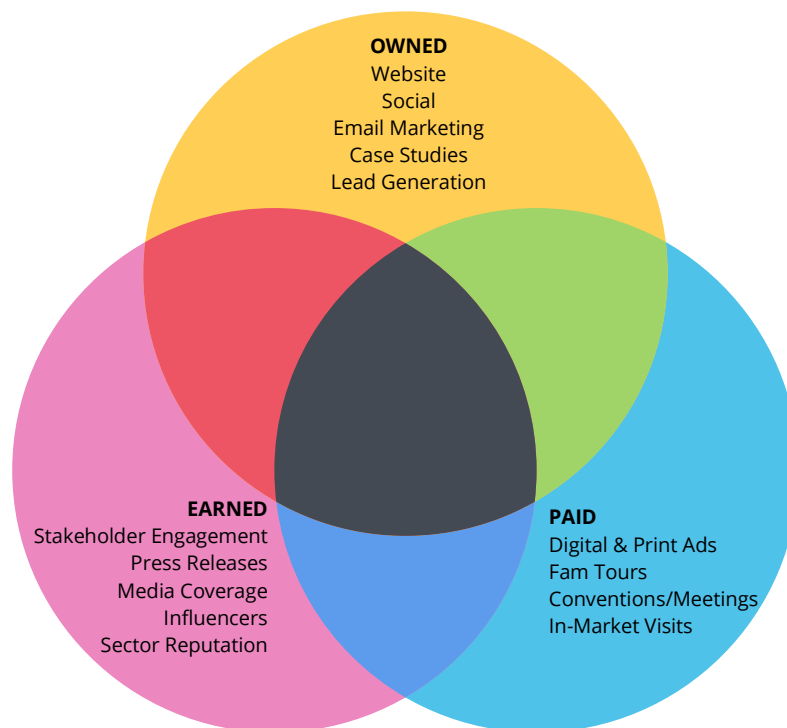 OWNED
Website
Social
Email Marketing
Case Studies
Lead Generation
EARNED
Stakeholder Engagement
Press Releases
Media Coverage
Influencers
Sector Reputation
PAID
Digital & Print Ads
Fam Tours
Conventions/Meetings
In-Market Visits